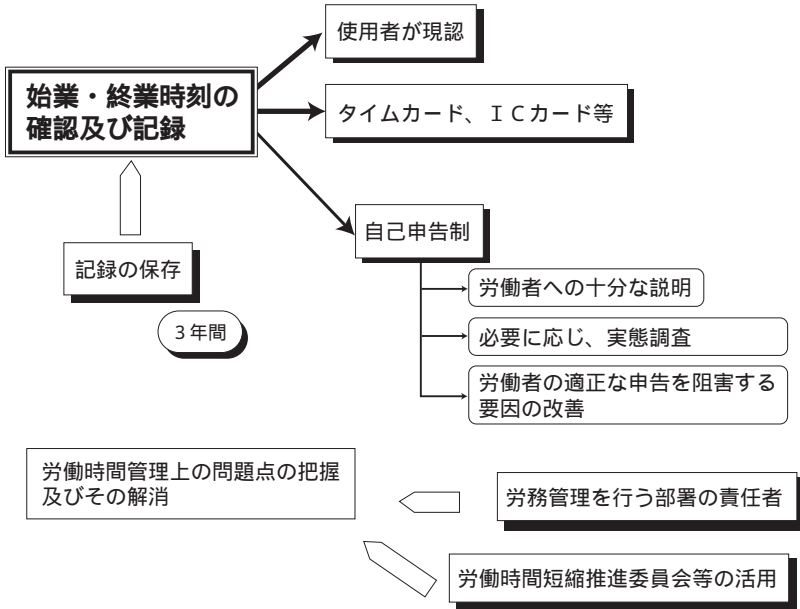 使用者が現認
始業・終業時刻の
確認及び記録
タイムカード、ＩＣカード等
自己申告制
記録の保存
３年間
労働者への十分な説明
必要に応じ、実態調査
労働者の適正な申告を阻害する
要因の改善
労働時間管理上の問題点の把握
及びその解消
労務管理を行う部署の責任者
労働時間短縮推進委員会等の活用